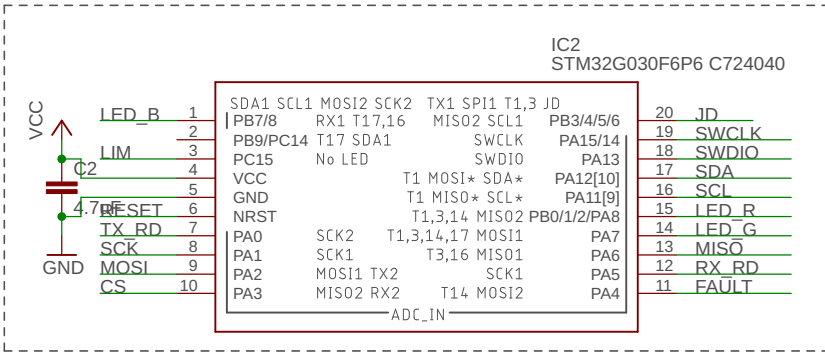 IC2
STM32G030F6P6 C724040
VCC
C2
4.7uF
GND
LED_B 1
2
LIM 3
4
5
RESET 6
TX_RD 7
SCK 8
MOSI 9
CS 10
SDA1 SCL1 MOSI2 SCK2 TX1 SPI1 T1,3 JD
PB7/8 RX1 T17,16 MISO2 SCL1 PB3/4/5/6
PB9/PC14 T17 SDA1 SWCLK PA15/14
PC15 No LED SWDIO PA13
VCC T1 MOSI* SDA* PA12[10]
GND T1 MISO* SCL* PA11[9]
NRST T1,3,14 MISO2 PB0/1/2/PA8
PA0 SCK2 T1,3,14,17 MOSI1 PA7
PA1 SCK1 T3,16 MISO1 PA6
PA2 MOSI1 TX2 SCK1 PA5
PA3 MISO2 RX2 T14 MOSI2 PA4
ADC_IN
20 JD
19 SWCLK
18 SWDIO
17 SDA
16 SCL
15 LED_R
14 LED_G
13 MISO
12 RX_RD
11 FAULT